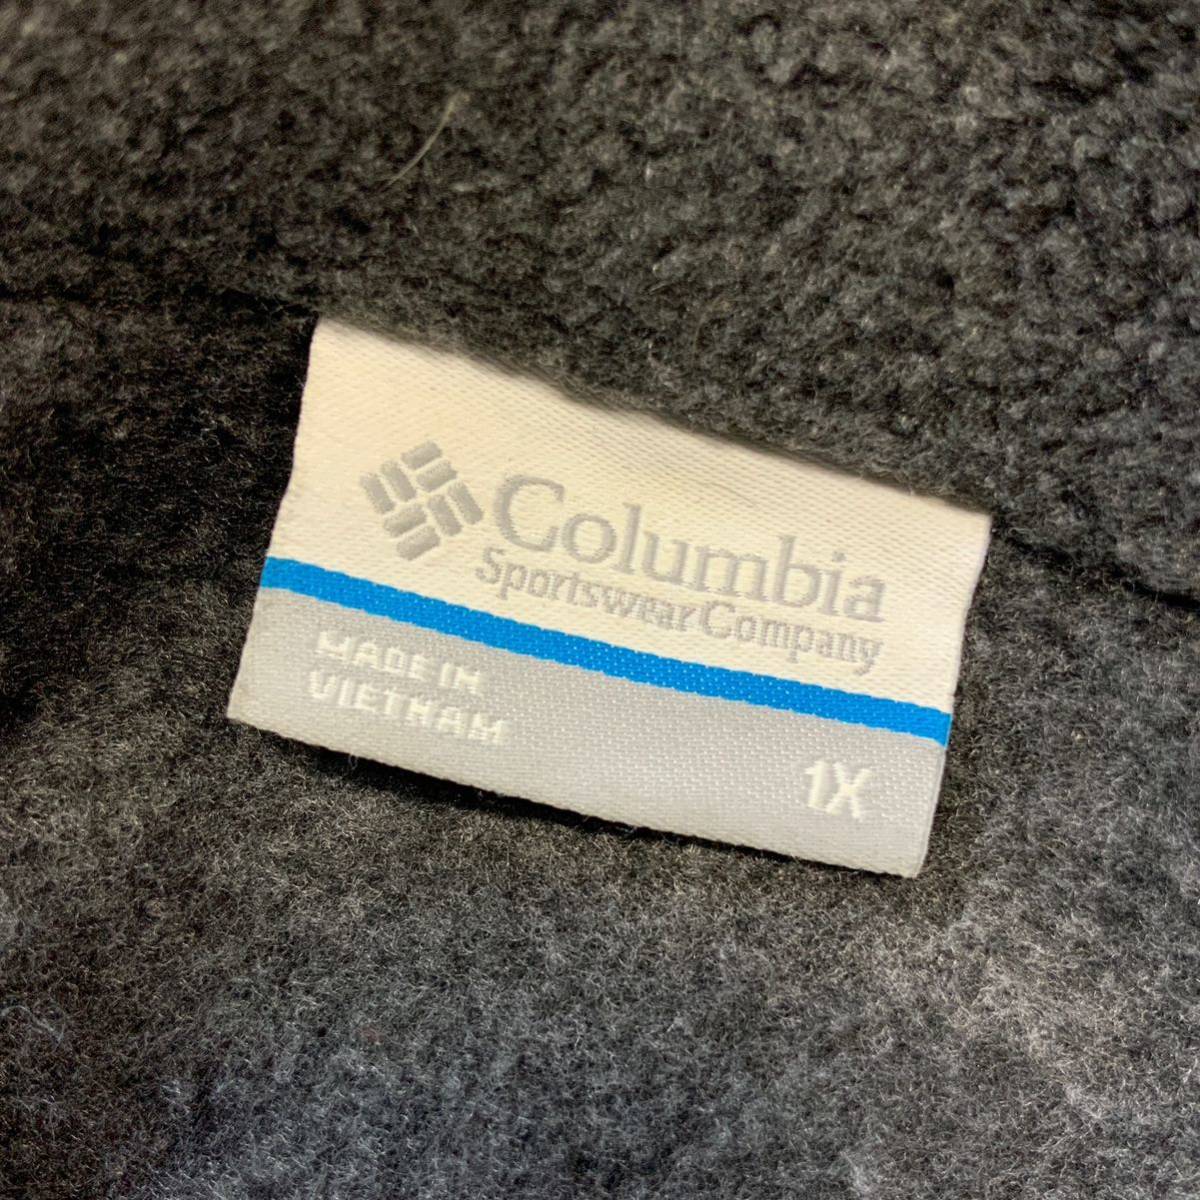 Columbia
Sportswear Company
MADE IN
VIETNAM
1X